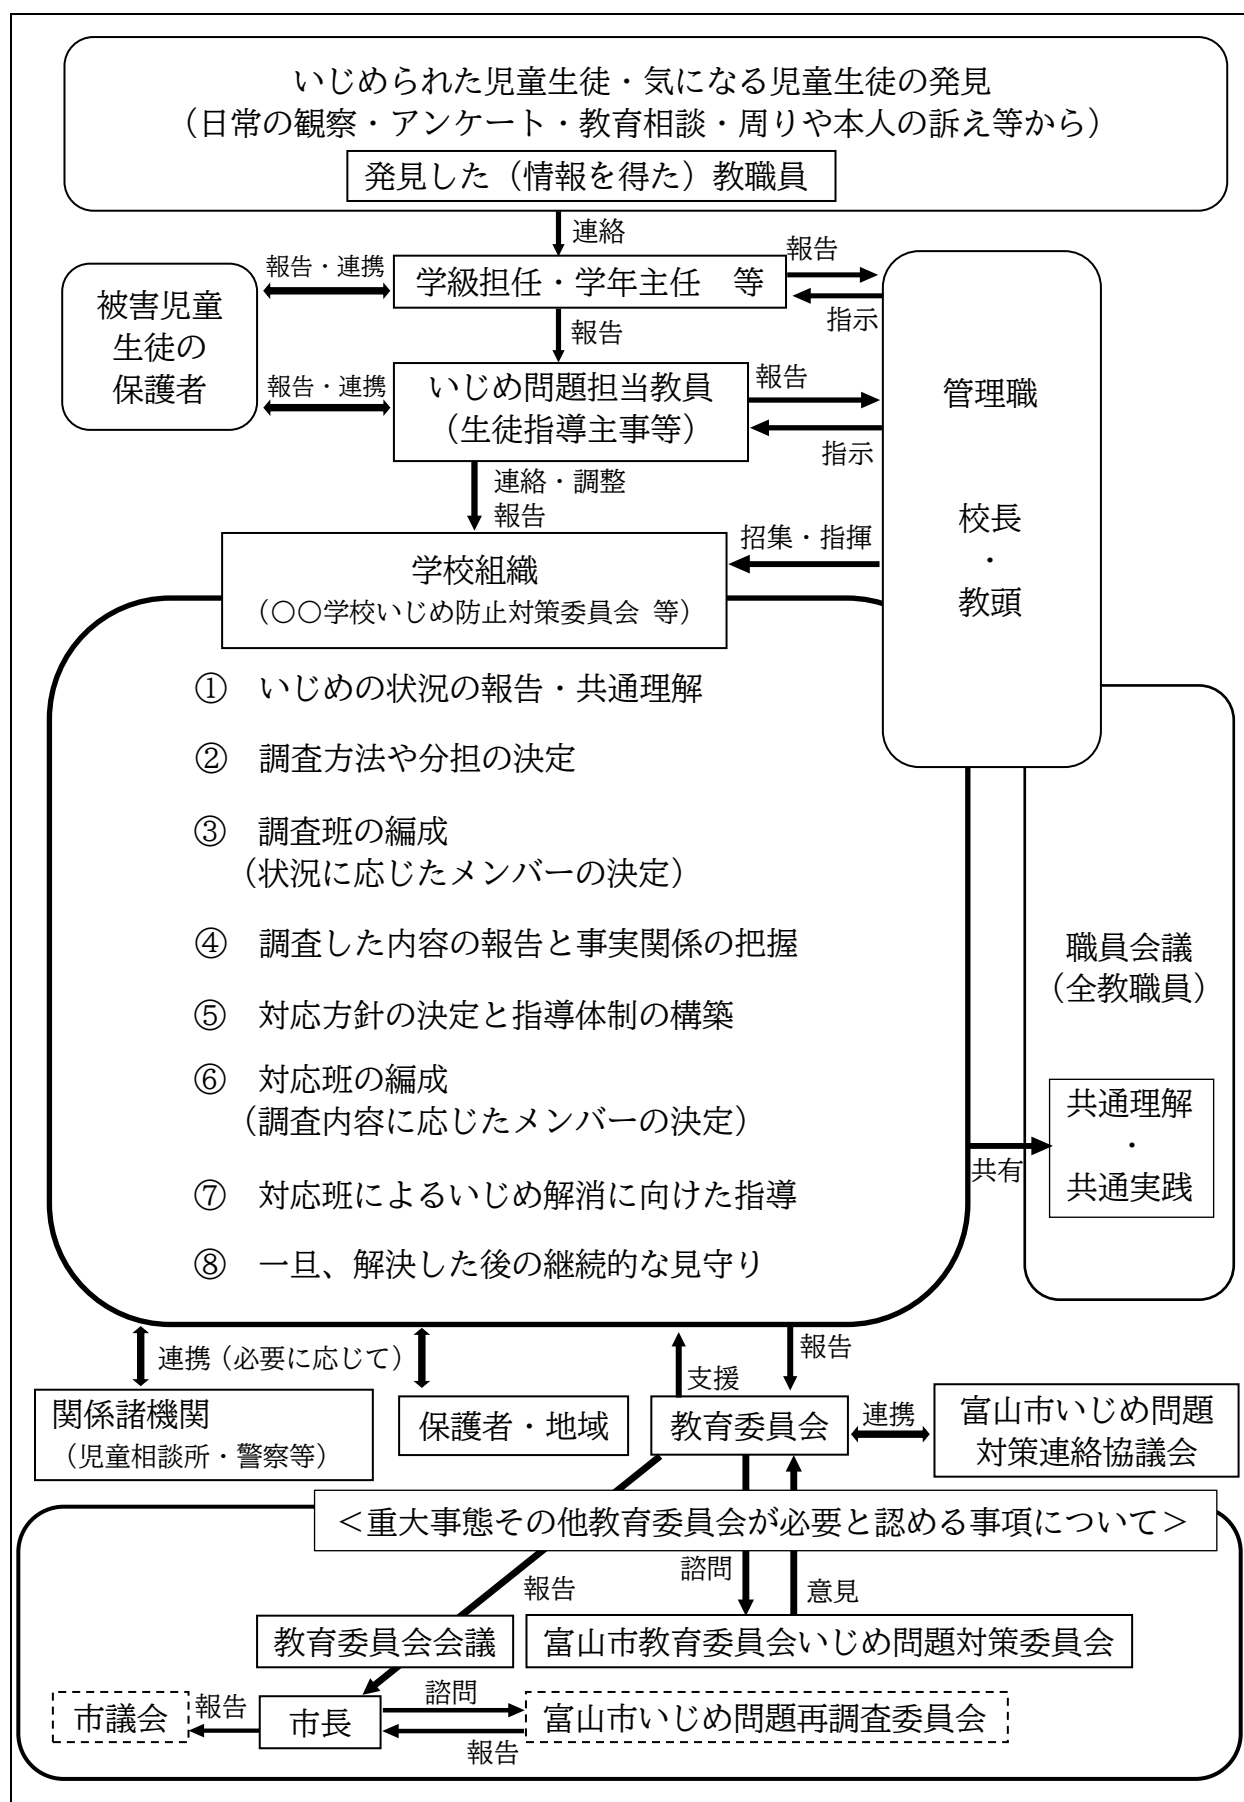 いじめられた児童生徒・気になる児童生徒の発見
（日常の観察・アンケート・教育相談・周りや本人の訴え等から）
発見した（情報を得た）教職員
連絡
報告・連携
学級担任・学年主任　等
報告
指示
被害児童
生徒の
保護者
報告
報告・連携
いじめ問題担当教員
（生徒指導主事等）
報告
指示
管理職
校長
・
教頭
連絡・調整
報告
招集・指揮
学校組織
（〇〇学校いじめ防止対策委員会 等）
①　いじめの状況の報告・共通理解
②　調査方法や分担の決定
③　調査班の編成
（状況に応じたメンバーの決定）
④　調査した内容の報告と事実関係の把握
⑤　対応方針の決定と指導体制の構築
⑥　対応班の編成
（調査内容に応じたメンバーの決定）
⑦　対応班によるいじめ解消に向けた指導
⑧　一旦、解決した後の継続的な見守り
職員会議
（全教職員）
共有
共通理解
・
共通実践
連携（必要に応じて）
支援
報告
関係諸機関
（児童相談所・警察等）
保護者・地域
教育委員会
連携
富山市いじめ問題
対策連絡協議会
＜重大事態その他教育委員会が必要と認める事項について＞
報告
諮問
意見
教育委員会会議
富山市教育委員会いじめ問題対策委員会
市議会
報告
市長
諮問
報告
富山市いじめ問題再調査委員会